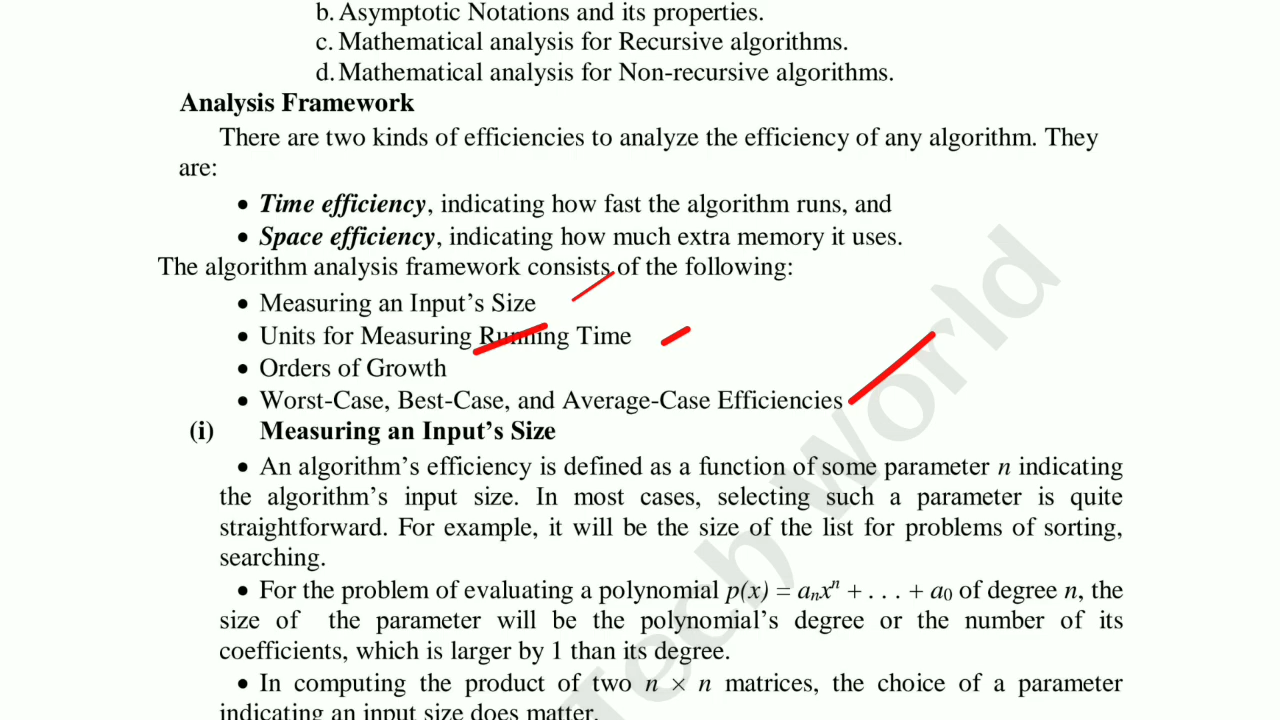 b. Asymptotic Notations and its properties.
c. Mathematical analysis for Recursive algorithms.
d. Mathematical analysis for Non-recursive algorithms.
Analysis Framework
There are two kinds of efficiencies to analyze the efficiency of any algorithm. They
are:
• Time efficiency, indicating how fast the algorithm runs, and
• Space efficiency, indicating how much extra memory it uses.
The algorithm analysis framework consists of the following:
• Measuring an Input’s Size
• Units for Measuring Running Time
• Orders of Growth
• Worst-Case, Best-Case, and Average-Case Efficiencies
(i) Measuring an Input’s Size
• An algorithm’s efficiency is defined as a function of some parameter n indicating
the algorithm’s input size. In most cases, selecting such a parameter is quite
straightforward. For example, it will be the size of the list for problems of sorting,
searching.
• For the problem of evaluating a polynomial p(x) = aₙxⁿ + . . . + a₀ of degree n, the
size of the parameter will be the polynomial’s degree or the number of its
coefficients, which is larger by 1 than its degree.
• In computing the product of two n × n matrices, the choice of a parameter
indicating an input size does matter.
Tech world